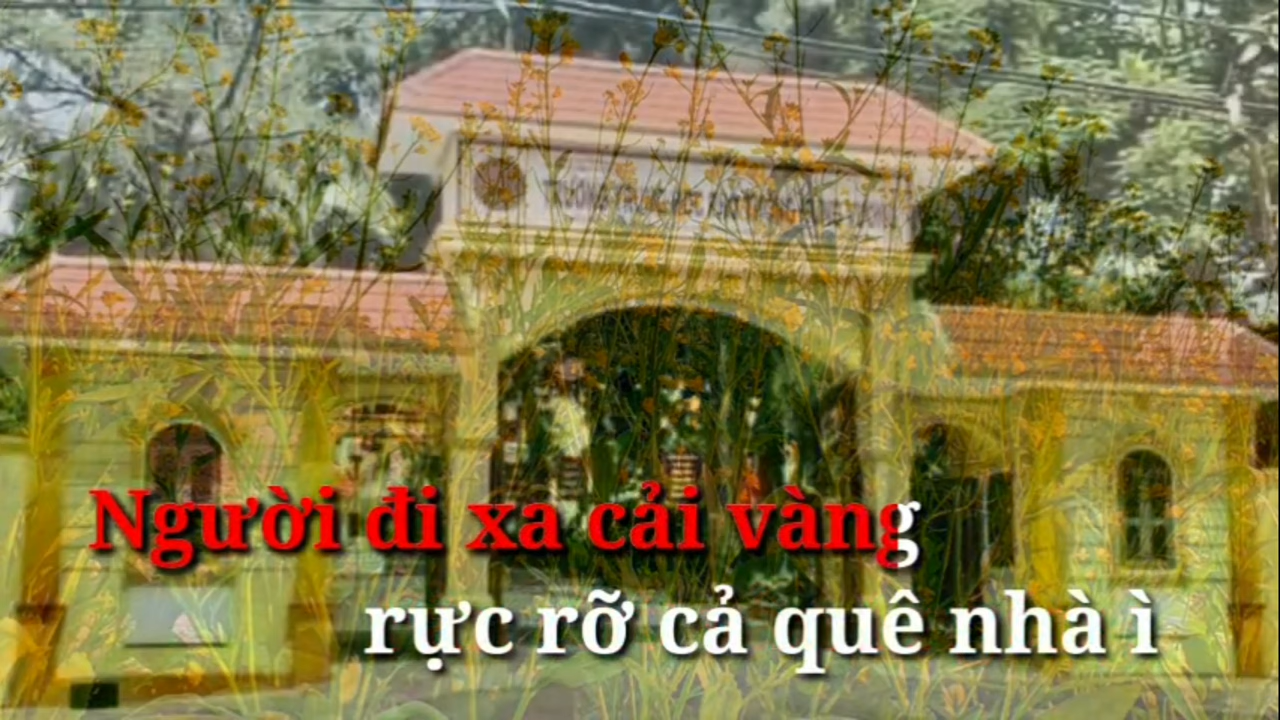 Người đi xa cải vàng
rực rỡ cả quê nhà ì